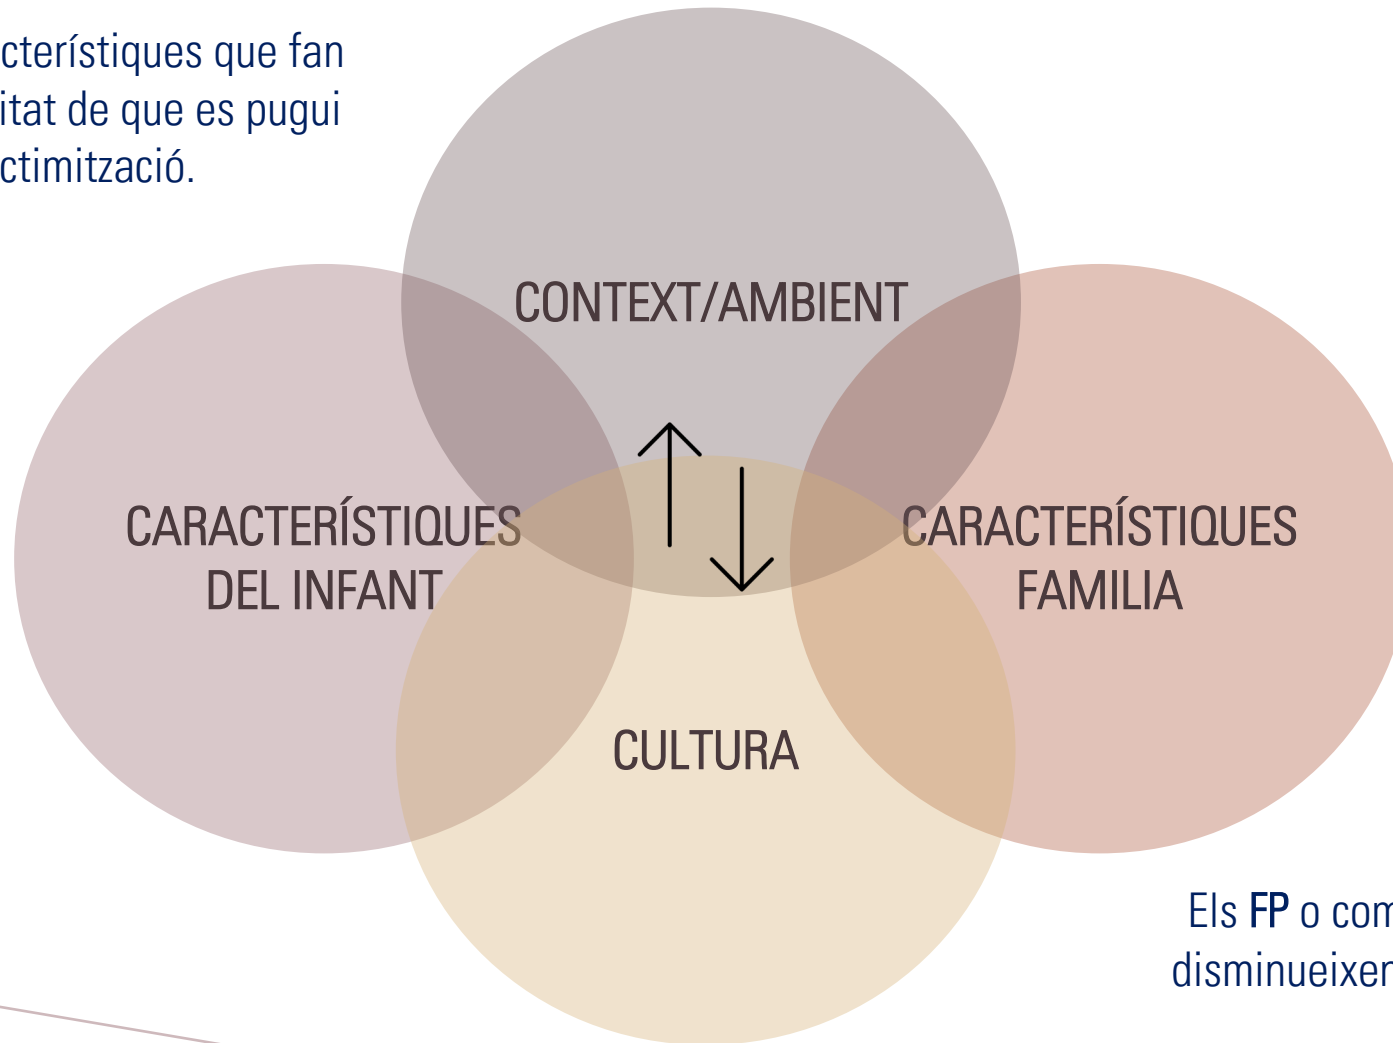 cterístiques que fan
itat de que es pugui
ctimització.
CONTEXT/AMBIENT
CARACTERÍSTIQUES
DEL INFANT
CARACTERÍSTIQUES
FAMILIA
CULTURA
Els FP o com
disminueixen